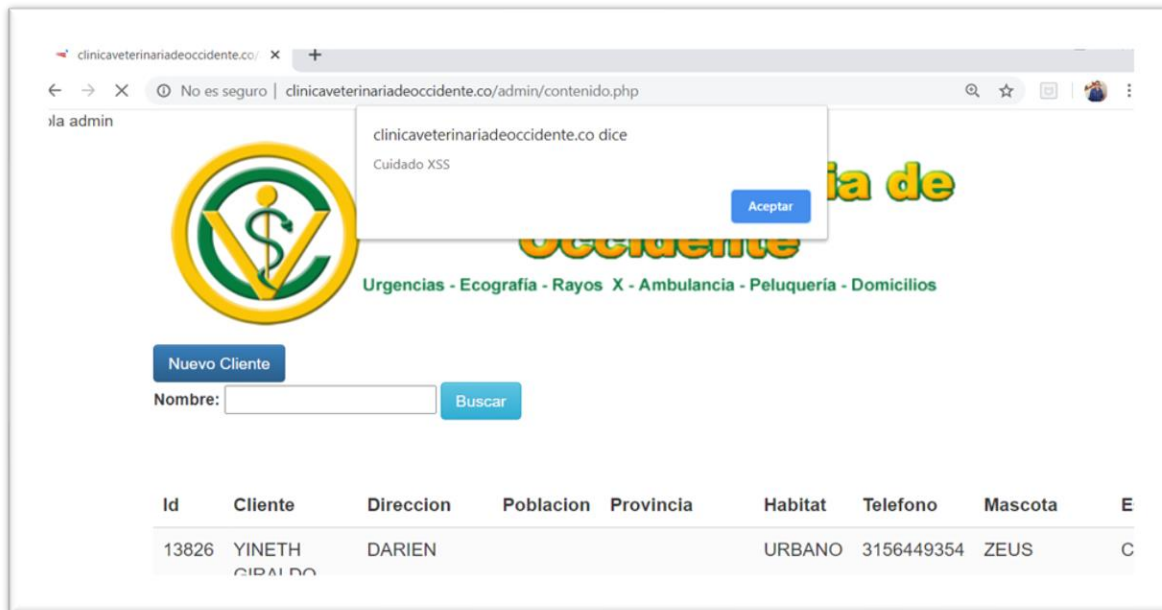 clinicaveterinariadeoccidente.co/
No es seguro | clinicaveterinariadeoccidente.co/admin/contenido.php
ola admin
clinicaveterinariadeoccidente.co dice
Cuidado XSS
Aceptar
ia de
Occidente
Urgencias - Ecografía - Rayos X - Ambulancia - Peluquería - Domicilios
Nuevo Cliente
Nombre:
Buscar
Id Cliente Direccion Poblacion Provincia Habitat Telefono Mascota E
13826 YINETH DARIEN URBANO 3156449354 ZEUS C
GIRALDO